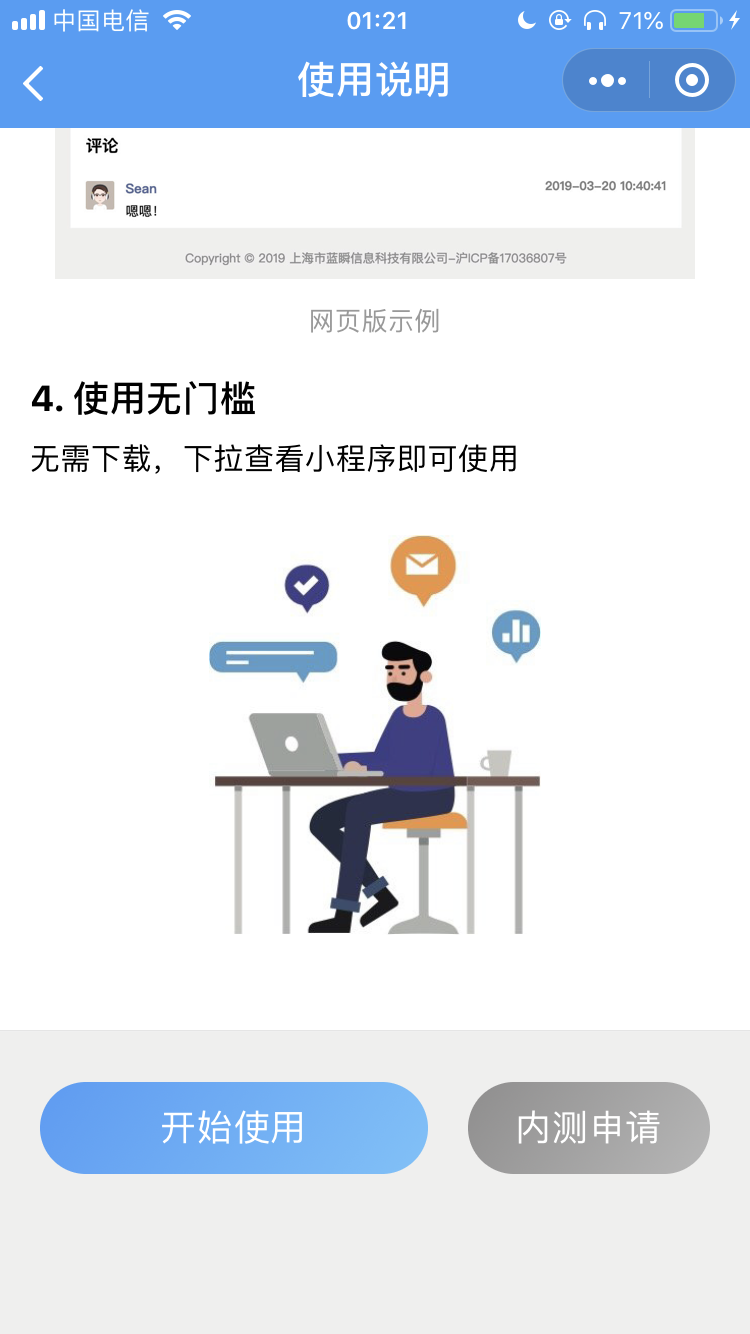 中国电信 01:21 71%
使用说明
评论
Sean 2019-03-20 10:40:41
嗯嗯！
Copyright © 2019 上海市蓝瞬信息科技有限公司-沪ICP备17036807号
网页版示例
4. 使用无门槛
无需下载，下拉查看小程序即可使用
开始使用 内测申请